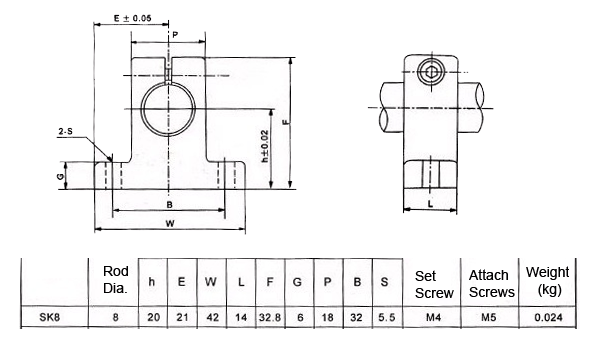 E ± 0.05
P
2-S
G
B
W
h±0.02
F
L
Rod Dia. h E W L F G P B S Set Screw Attach Screws Weight (kg)
SK8 8 20 21 42 14 32.8 6 18 32 5.5 M4 M5 0.024